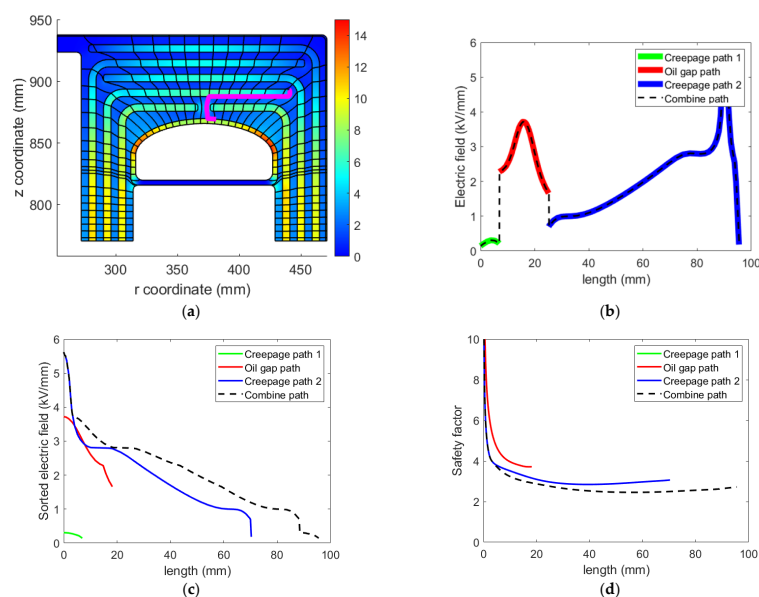 950
900
850
800
z coordinate (mm)
300 350 400 450
r coordinate (mm)
14
12
10
8
6
4
2
0
(a)
6
5
4
3
2
1
0
Electric field (kV/mm)
Creepage path 1
Oil gap path
Creepage path 2
Combine path
0 20 40 60 80 100
length (mm)
(b)
6
5
4
3
2
1
0
Sorted electric field (kV/mm)
Creepage path 1
Oil gap path
Creepage path 2
Combine path
0 20 40 60 80 100
length (mm)
(c)
10
8
6
4
2
0
Safety factor
Creepage path 1
Oil gap path
Creepage path 2
Combine path
0 20 40 60 80 100
length (mm)
(d)